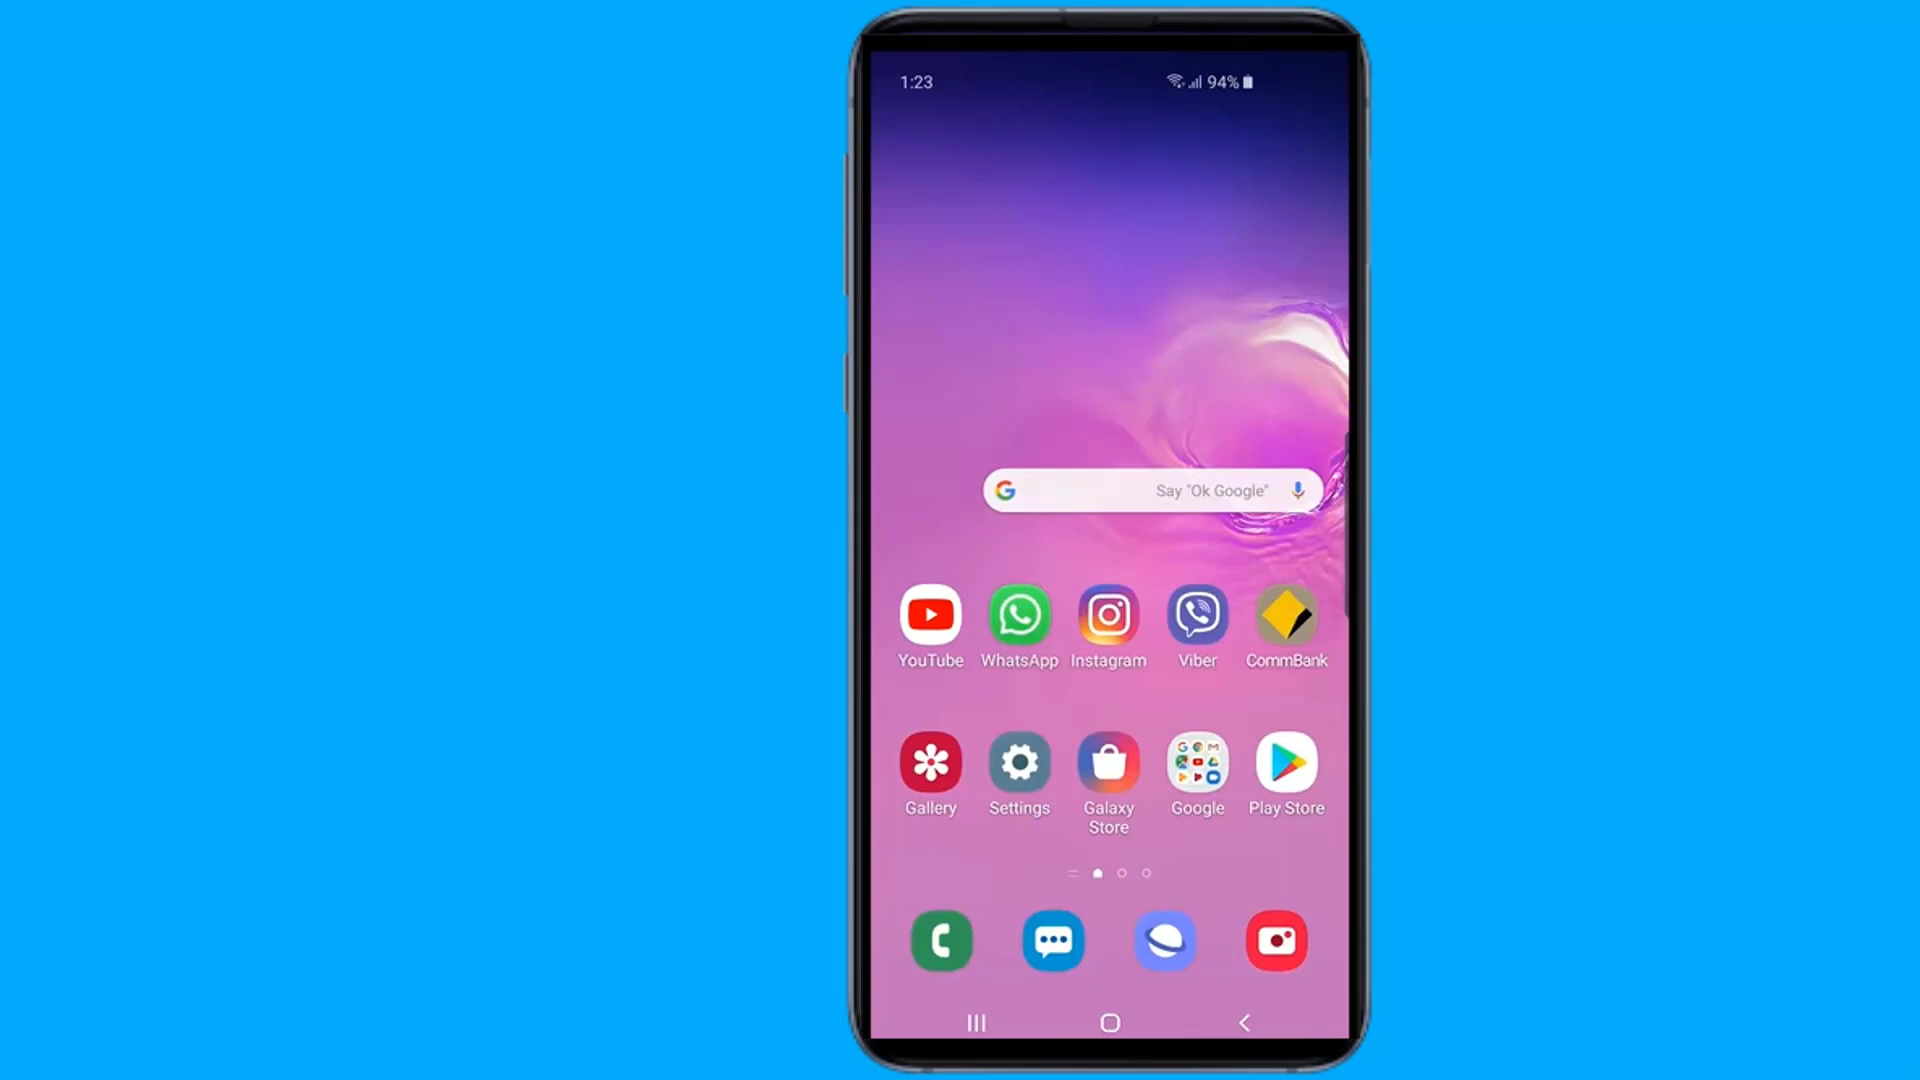 1:23
94%
Say "Ok Google"
YouTube WhatsApp Instagram Viber CommBank
Gallery Settings Galaxy Store Google Play Store